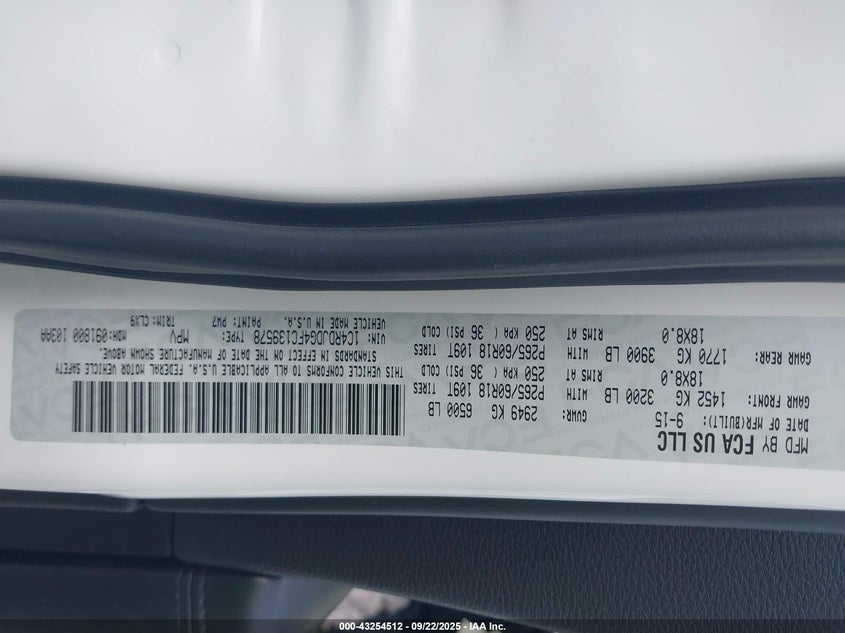 MFD BY FCA US LLC
DATE OF MFR(BUILT): 9-15 GVWR: 2949 KG 6500 LB
GAWR FRONT: 1452 KG 3200 LB WITH P265/60R18 109T TIRES
18X8.0 RIMS AT 250 KPA ( 36 PSI) COLD
GAWR REAR: 1770 KG 3900 LB WITH P265/60R18 109T TIRES
18X8.0 RIMS AT 250 KPA ( 36 PSI) COLD
THIS VEHICLE CONFORMS TO ALL APPLICABLE U.S.A. FEDERAL MOTOR VEHICLE SAFETY
STANDARDS IN EFFECT ON THE DATE OF MANUFACTURE SHOWN ABOVE.
VIN: 1C4RDJDG4FC139578 TYPE: MPV MDH:091800 103AA
VEHICLE MADE IN U.S.A. PAINT: PW7 TRIM: CLX9
000-43254512 - 09/22/2025 - www.iaai.com